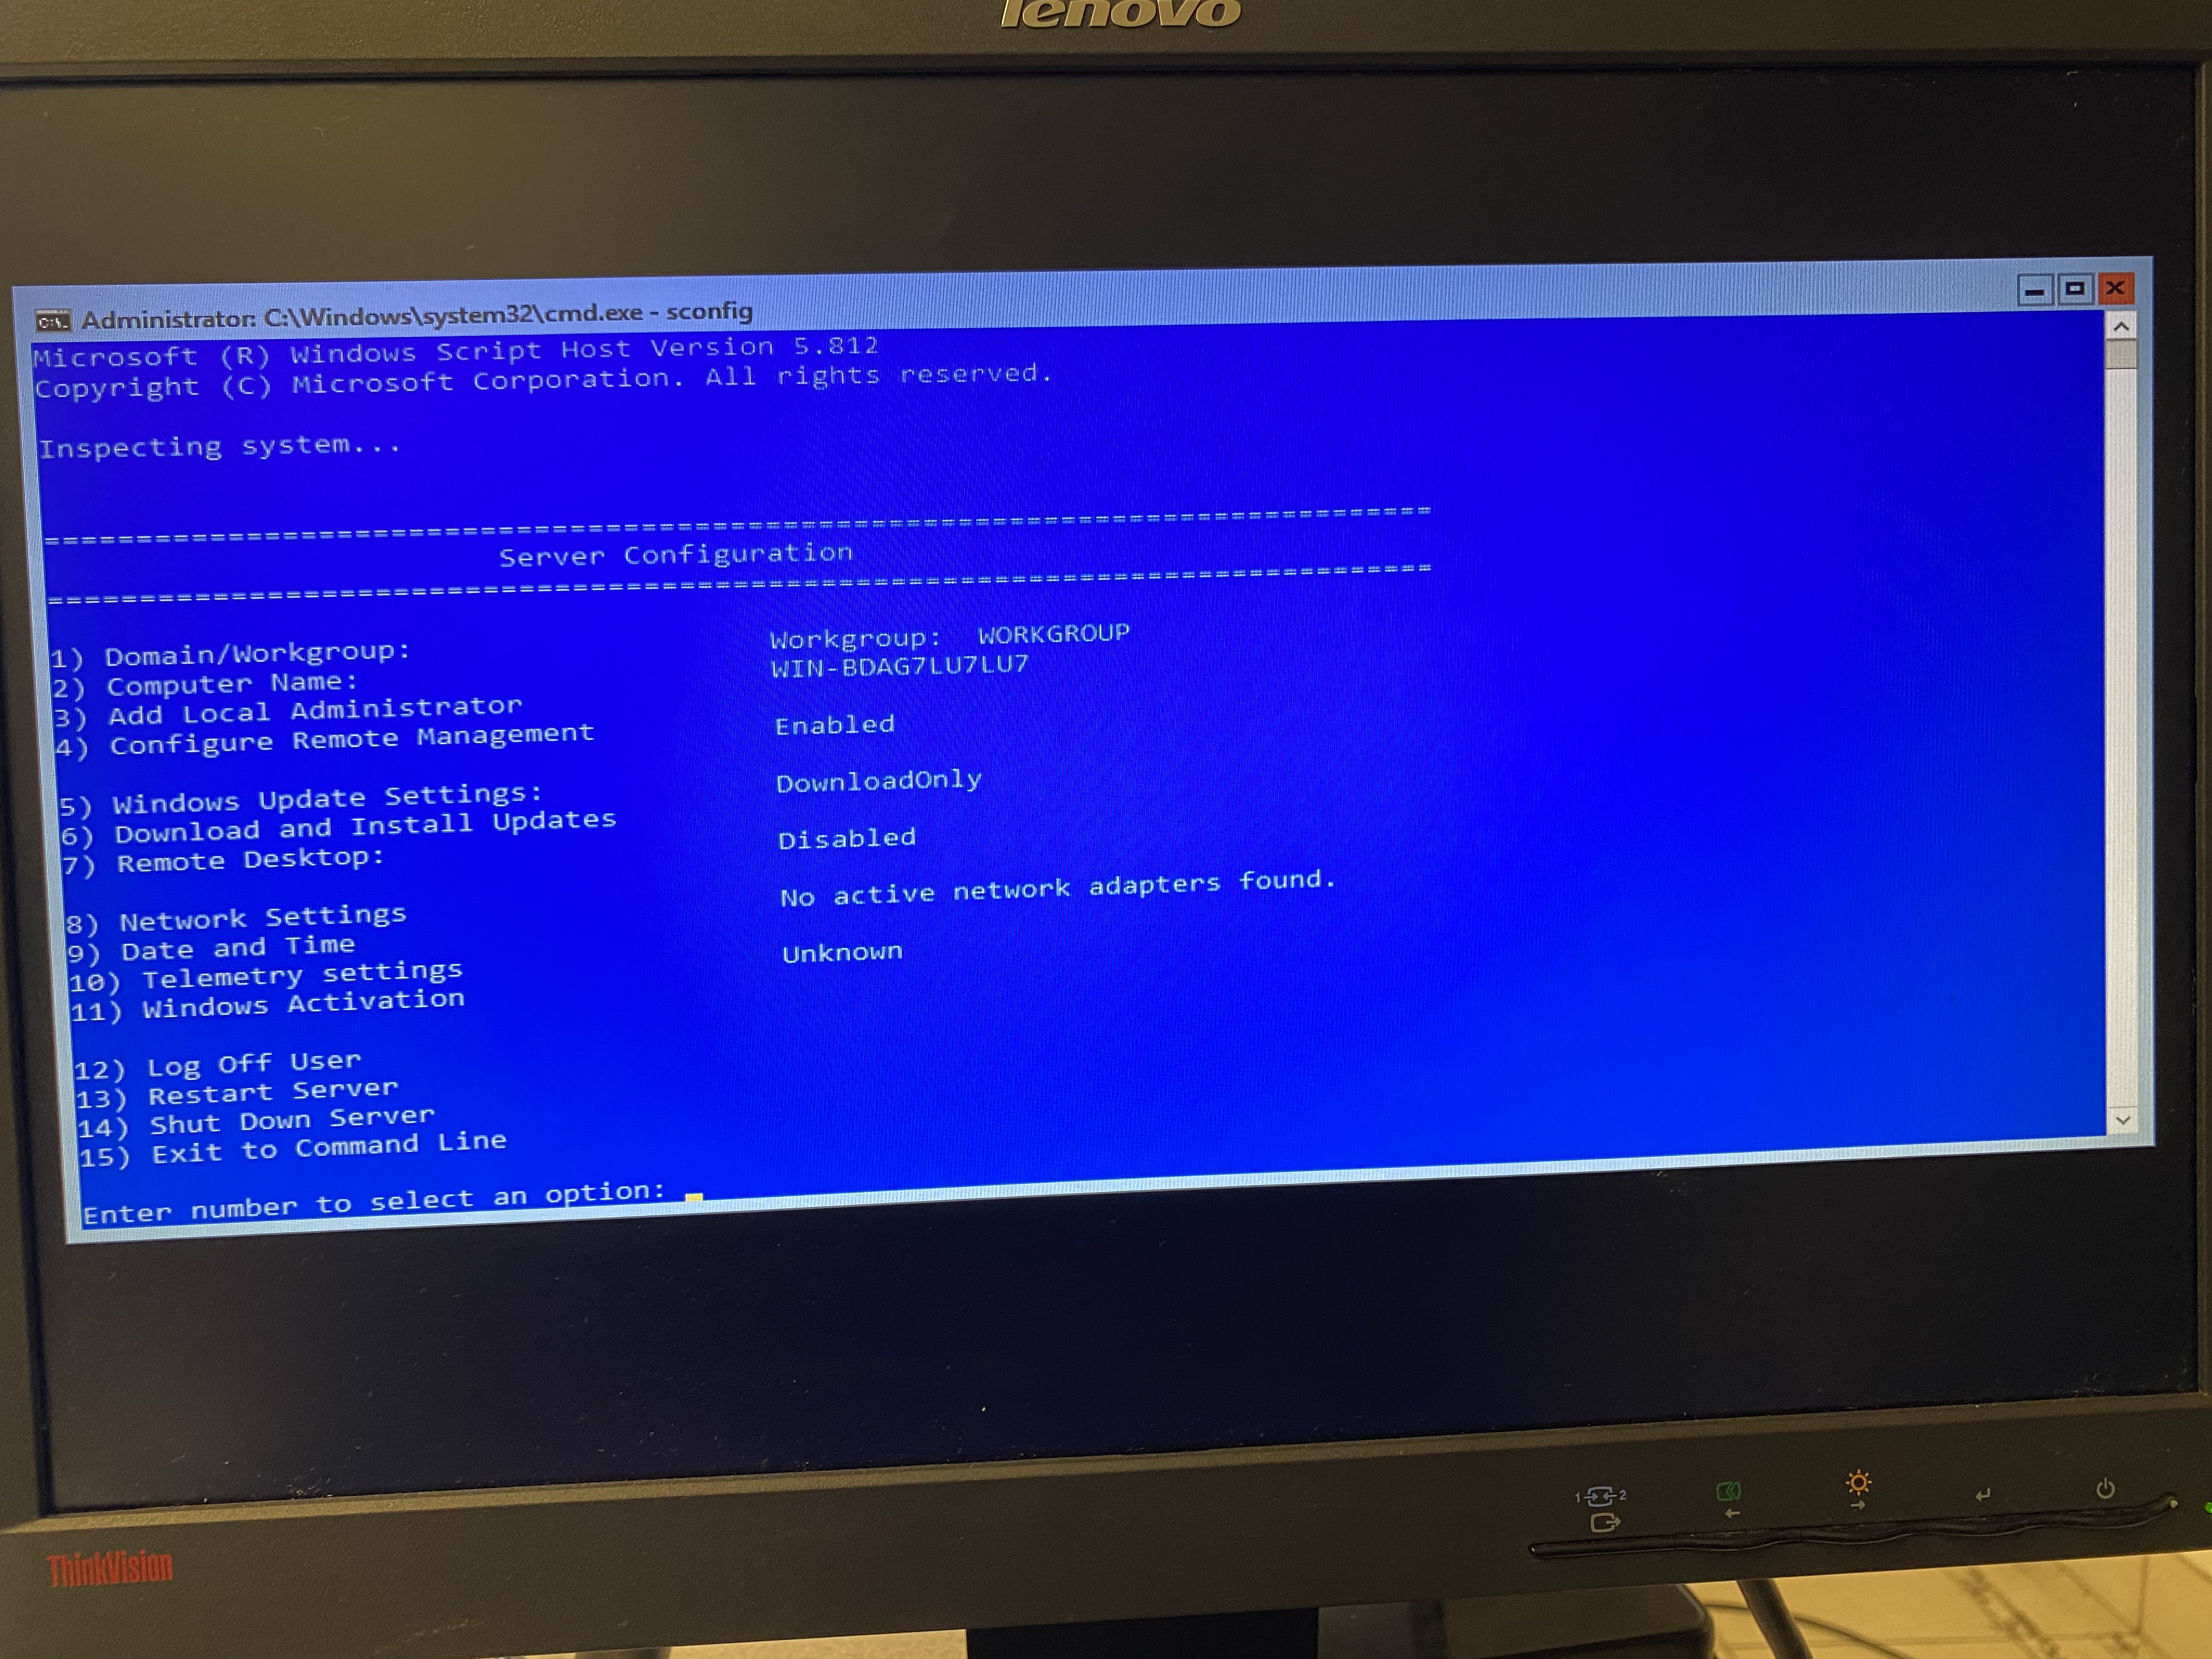 lenovo
Administrator: C:\Windows\system32\cmd.exe - sconfig
Microsoft (R) Windows Script Host Version 5.812
Copyright (C) Microsoft Corporation. All rights reserved.
Inspecting system...
===============================================================================
Server Configuration
===============================================================================
1) Domain/Workgroup: Workgroup: WORKGROUP
2) Computer Name: WIN-BDAG7LU7LU7
3) Add Local Administrator
4) Configure Remote Management Enabled
5) Windows Update Settings: DownloadOnly
6) Download and Install Updates
7) Remote Desktop: Disabled
8) Network Settings No active network adapters found.
9) Date and Time
10) Telemetry settings Unknown
11) Windows Activation
12) Log Off User
13) Restart Server
14) Shut Down Server
15) Exit to Command Line
Enter number to select an option:
1 2
ThinkVision